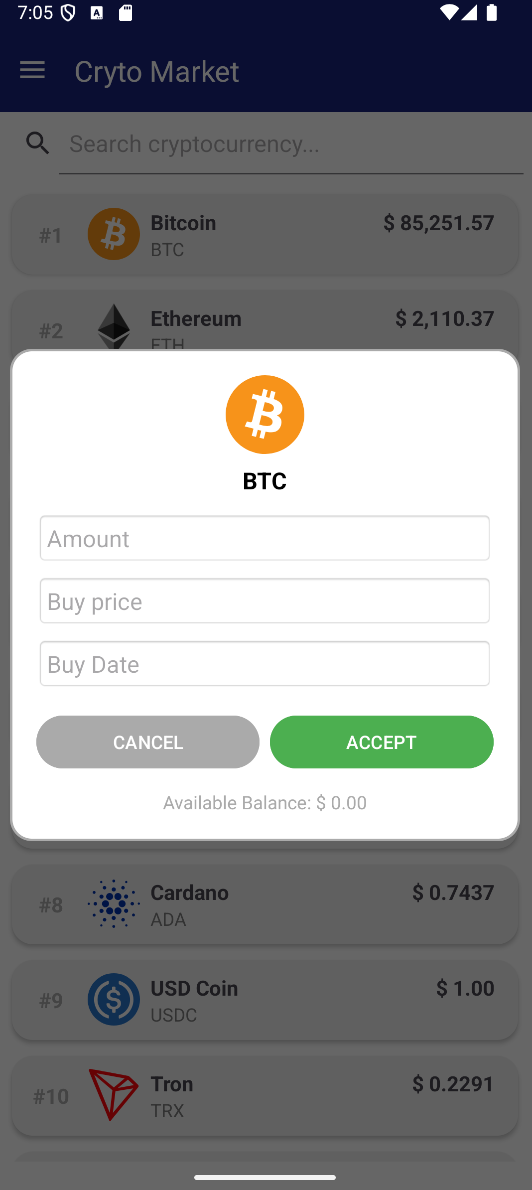 7:05
Cryto Market
Search cryptocurrency...
#1
Bitcoin
$ 85,251.57
BTC
#2
Ethereum
$ 2,110.37
ETH
BTC
Amount
Buy price
Buy Date
CANCEL
ACCEPT
Available Balance: $ 0.00
#8
Cardano
$ 0.7437
ADA
#9
USD Coin
$ 1.00
USDC
#10
Tron
$ 0.2291
TRX